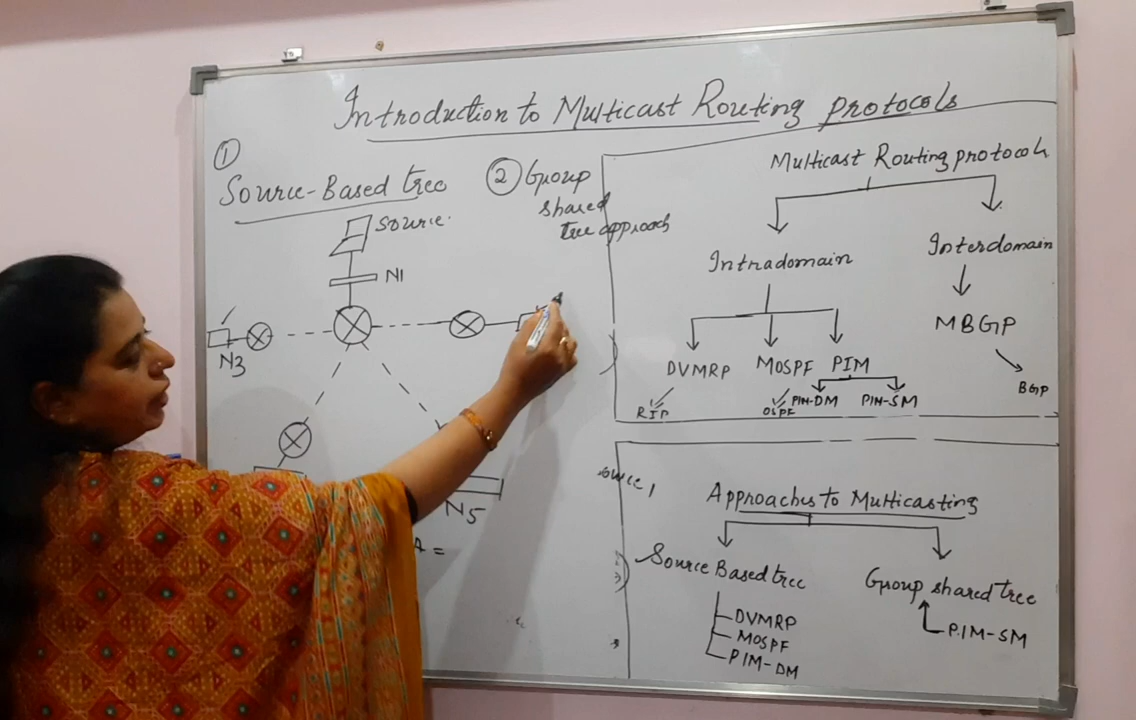 Introduction to Multicast Routing protocols
①
Source-Based tree
② Group
shared
tree approach
Source
N1
N3
N5
A =
Multicast Routing protocols
Intradomain
Interdomain
MBGP
BGP
DVMRP
MOSPF
PIM
RIP
OSPF
PIM-DM
PIM-SM
Approaches to Multicasting
Source Based tree
Group shared tree
DVMRP
MOSPF
PIM-DM
PIM-SM